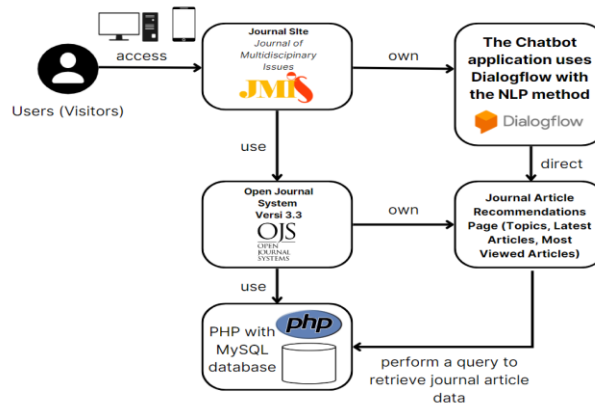 access
Users (Visitors)
Journal SIte
Journal of
Multidiscipinary
Issues
JMIS
own
The Chatbot
application uses
Dialogflow with
the NLP method
Dialogflow
use
direct
Open Journal
System
Versi 3.3
OJS
OPEN
JOURNAL
SYSTEMS
own
Journal Article
Recommendations
Page (Topics, Latest
Articles, Most
Viewed Articles)
use
PHP with
MySQL
database
php
perform a query to
retrieve journal article
data